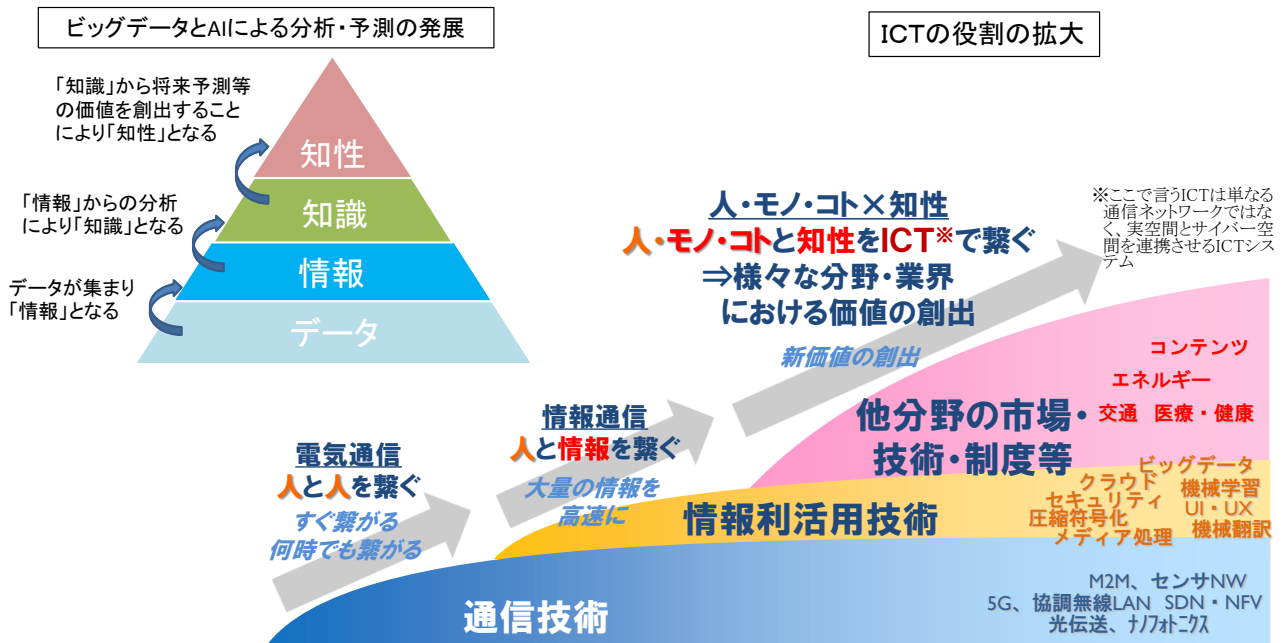 ビッグデータとAIによる分析・予測の発展
「知識」から将来予測等
の価値を創出すること
により「知性」となる
「情報」からの分析
により「知識」となる
データが集まり
「情報」となる
知性
知識
情報
データ
ICTの役割の拡大
人・モノ・コト×知性
人・モノ・コトと知性をICT※で繋ぐ
⇒様々な分野・業界
における価値の創出
新価値の創出
※ここで言うICTは単なる
通信ネットワークではな
く、実空間とサイバー空
間を連携させるICTシス
テム
情報通信
人と情報を繋ぐ
大量の情報を
高速に
電気通信
人と人を繋ぐ
すぐ繋がる
何時でも繋がる
他分野の市場・
技術・制度等
コンテンツ
エネルギー
交通 医療・健康
情報利活用技術
ビッグデータ
クラウド
機械学習
セキュリティ
UI・UX
圧縮符号化
機械翻訳
メディア処理
通信技術
M2M、センサNW
5G、協調無線LAN SDN・NFV
光伝送、ナノフォトニクス